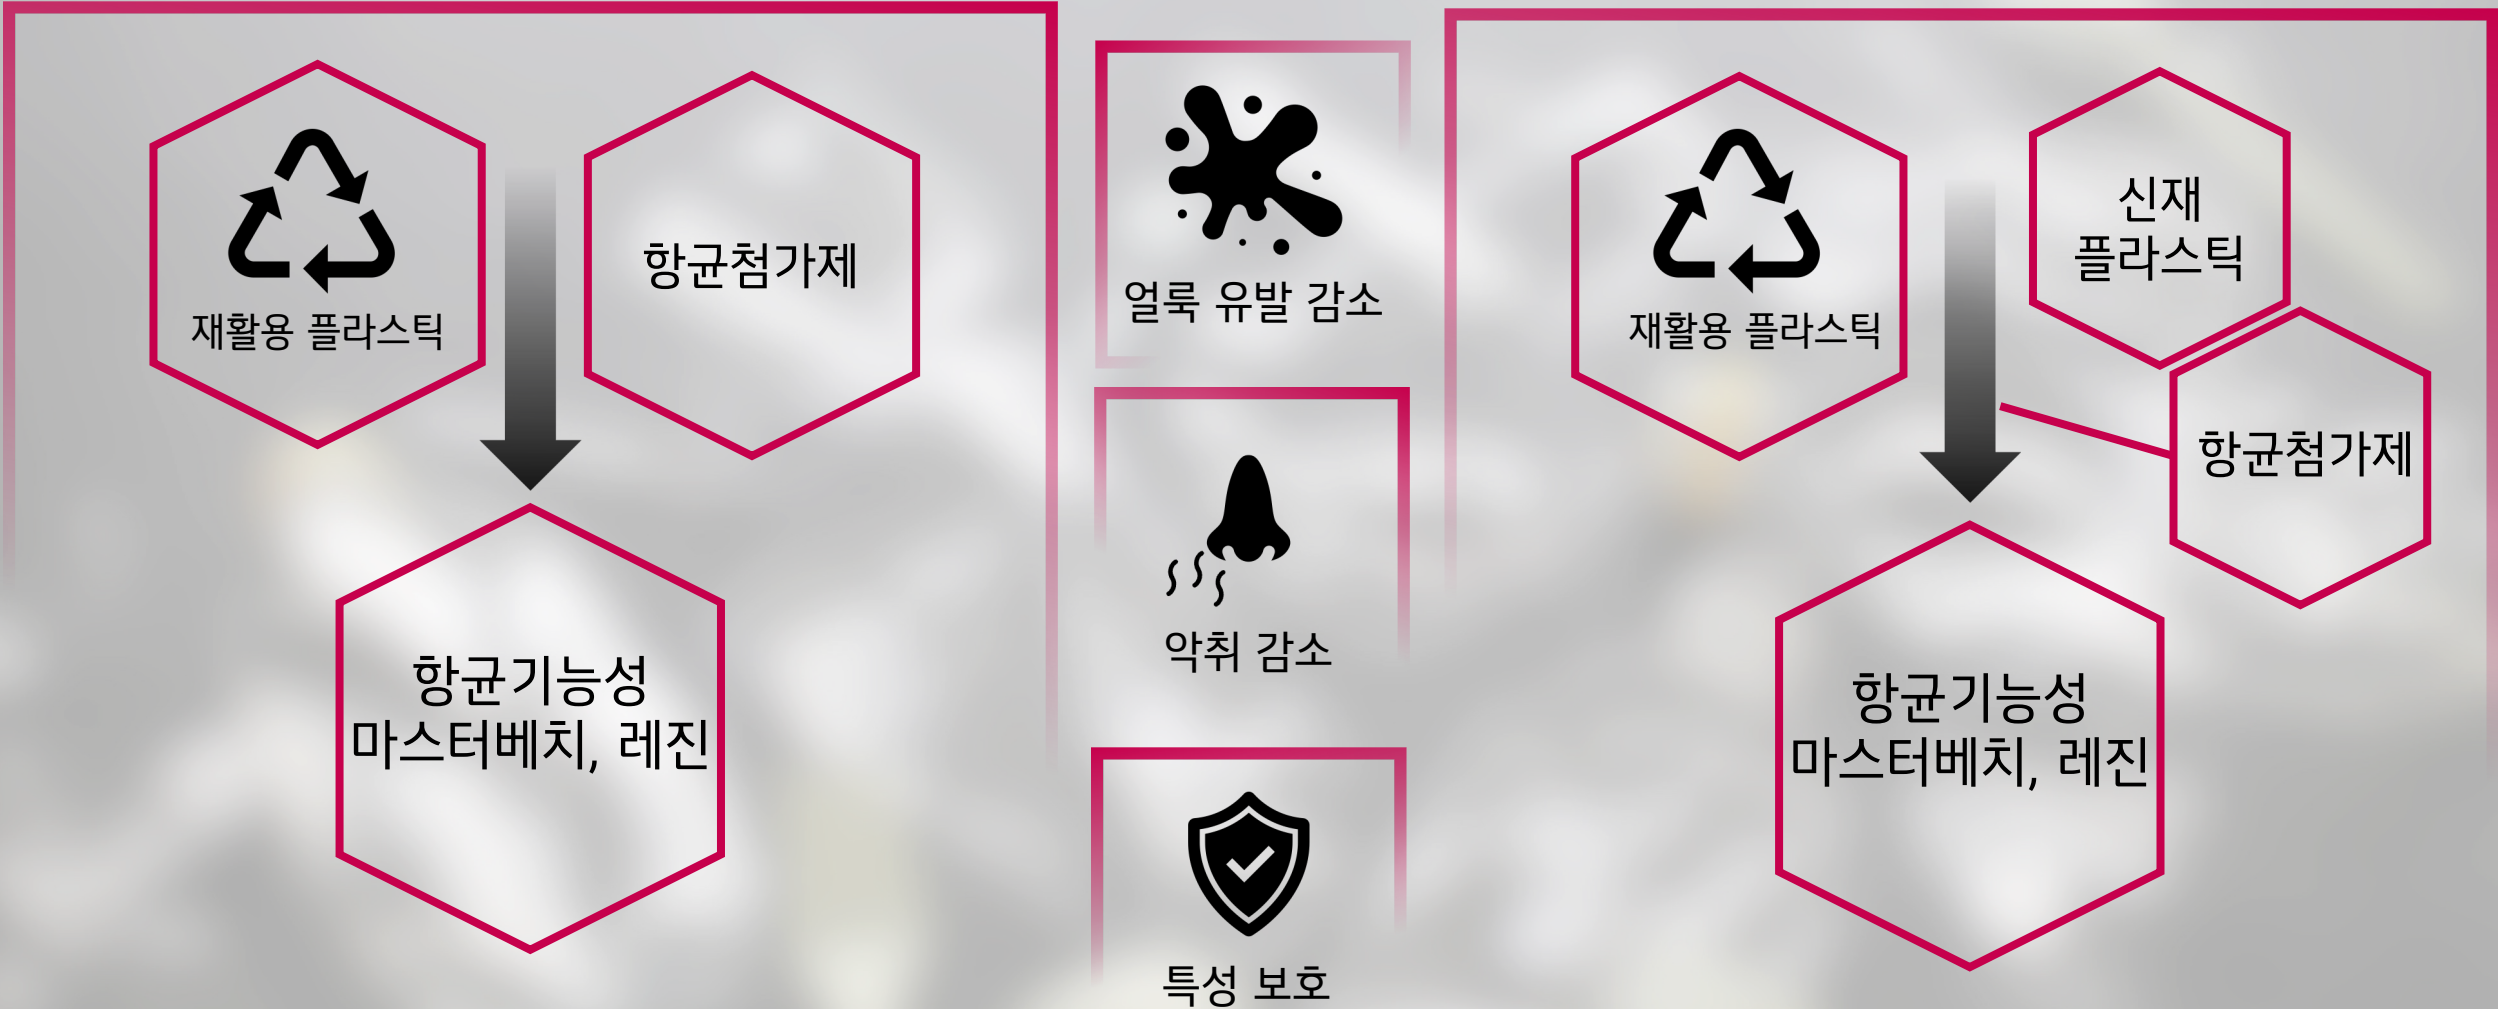 재활용 플라스틱
항균첨가제
항균기능성
마스터베치, 레진
얼룩 유발 감소
악취 감소
특성 보호
재활용 플라스틱
신재
플라스틱
항균첨가제
항균기능성
마스터베치, 레진